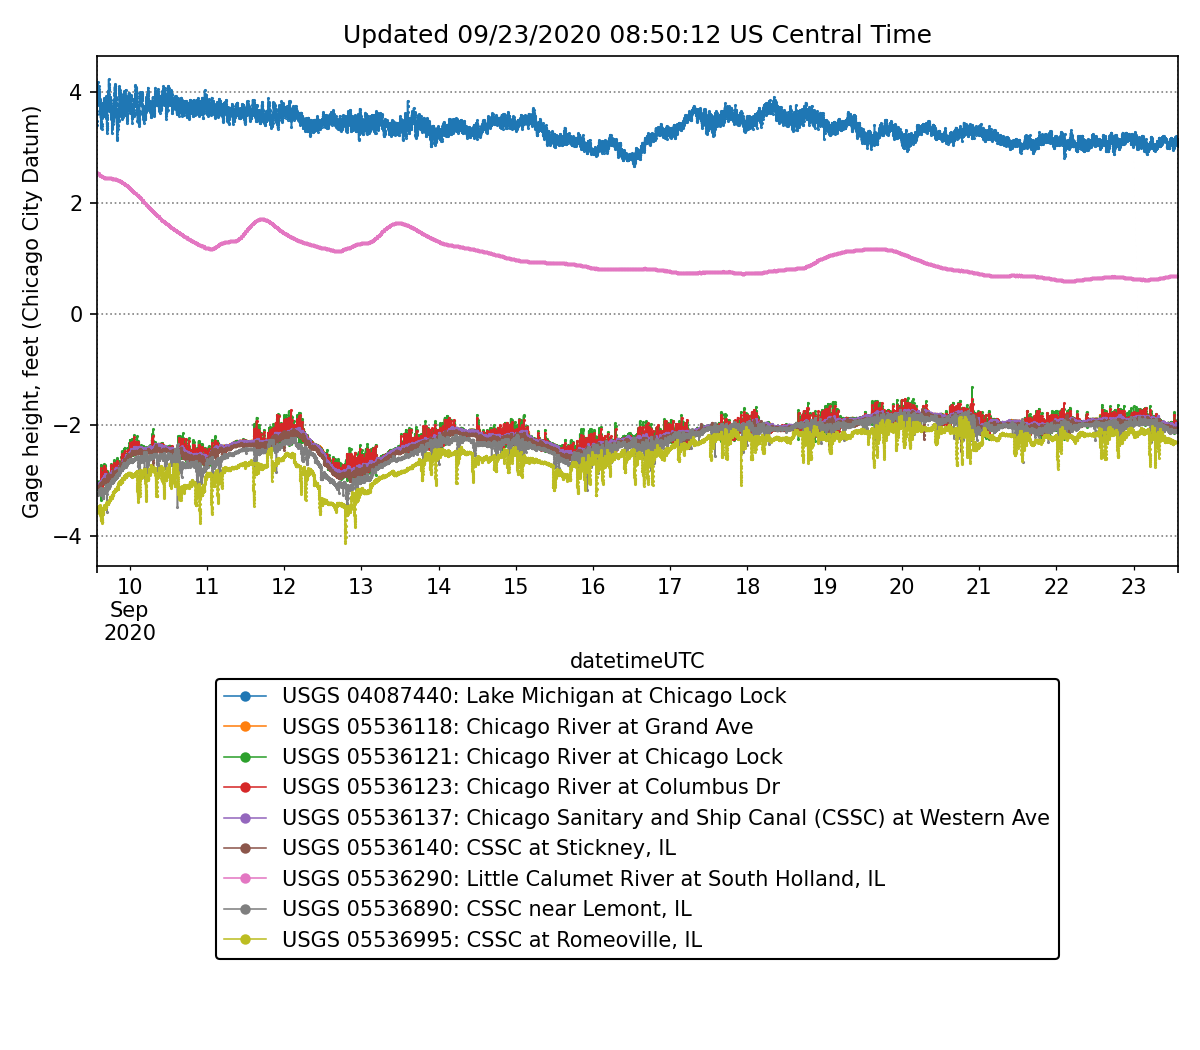 Updated 09/23/2020 08:50:12 US Central Time
Gage height, feet (Chicago City Datum)
4
2
0
−2
−4
10 11 12 13 14 15 16 17 18 19 20 21 22 23
Sep
2020
datetimeUTC
USGS 04087440: Lake Michigan at Chicago Lock
USGS 05536118: Chicago River at Grand Ave
USGS 05536121: Chicago River at Chicago Lock
USGS 05536123: Chicago River at Columbus Dr
USGS 05536137: Chicago Sanitary and Ship Canal (CSSC) at Western Ave
USGS 05536140: CSSC at Stickney, IL
USGS 05536290: Little Calumet River at South Holland, IL
USGS 05536890: CSSC near Lemont, IL
USGS 05536995: CSSC at Romeoville, IL